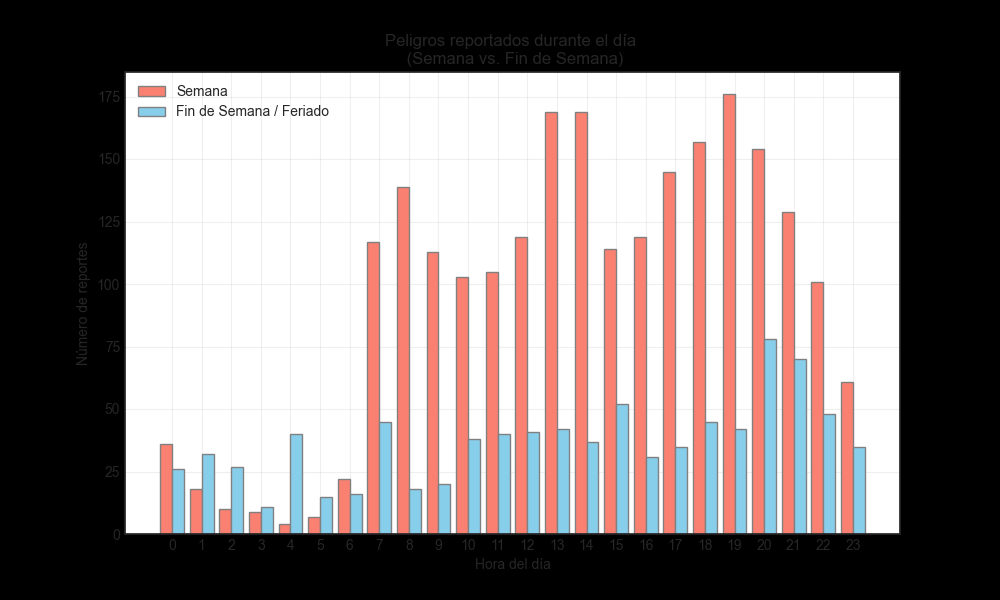 Peligros reportados durante el día
(Semana vs. Fin de Semana)
Semana
Fin de Semana / Feriado
175
150
125
100
75
50
25
0
Número de reportes
0 1 2 3 4 5 6 7 8 9 10 11 12 13 14 15 16 17 18 19 20 21 22 23
Hora del día